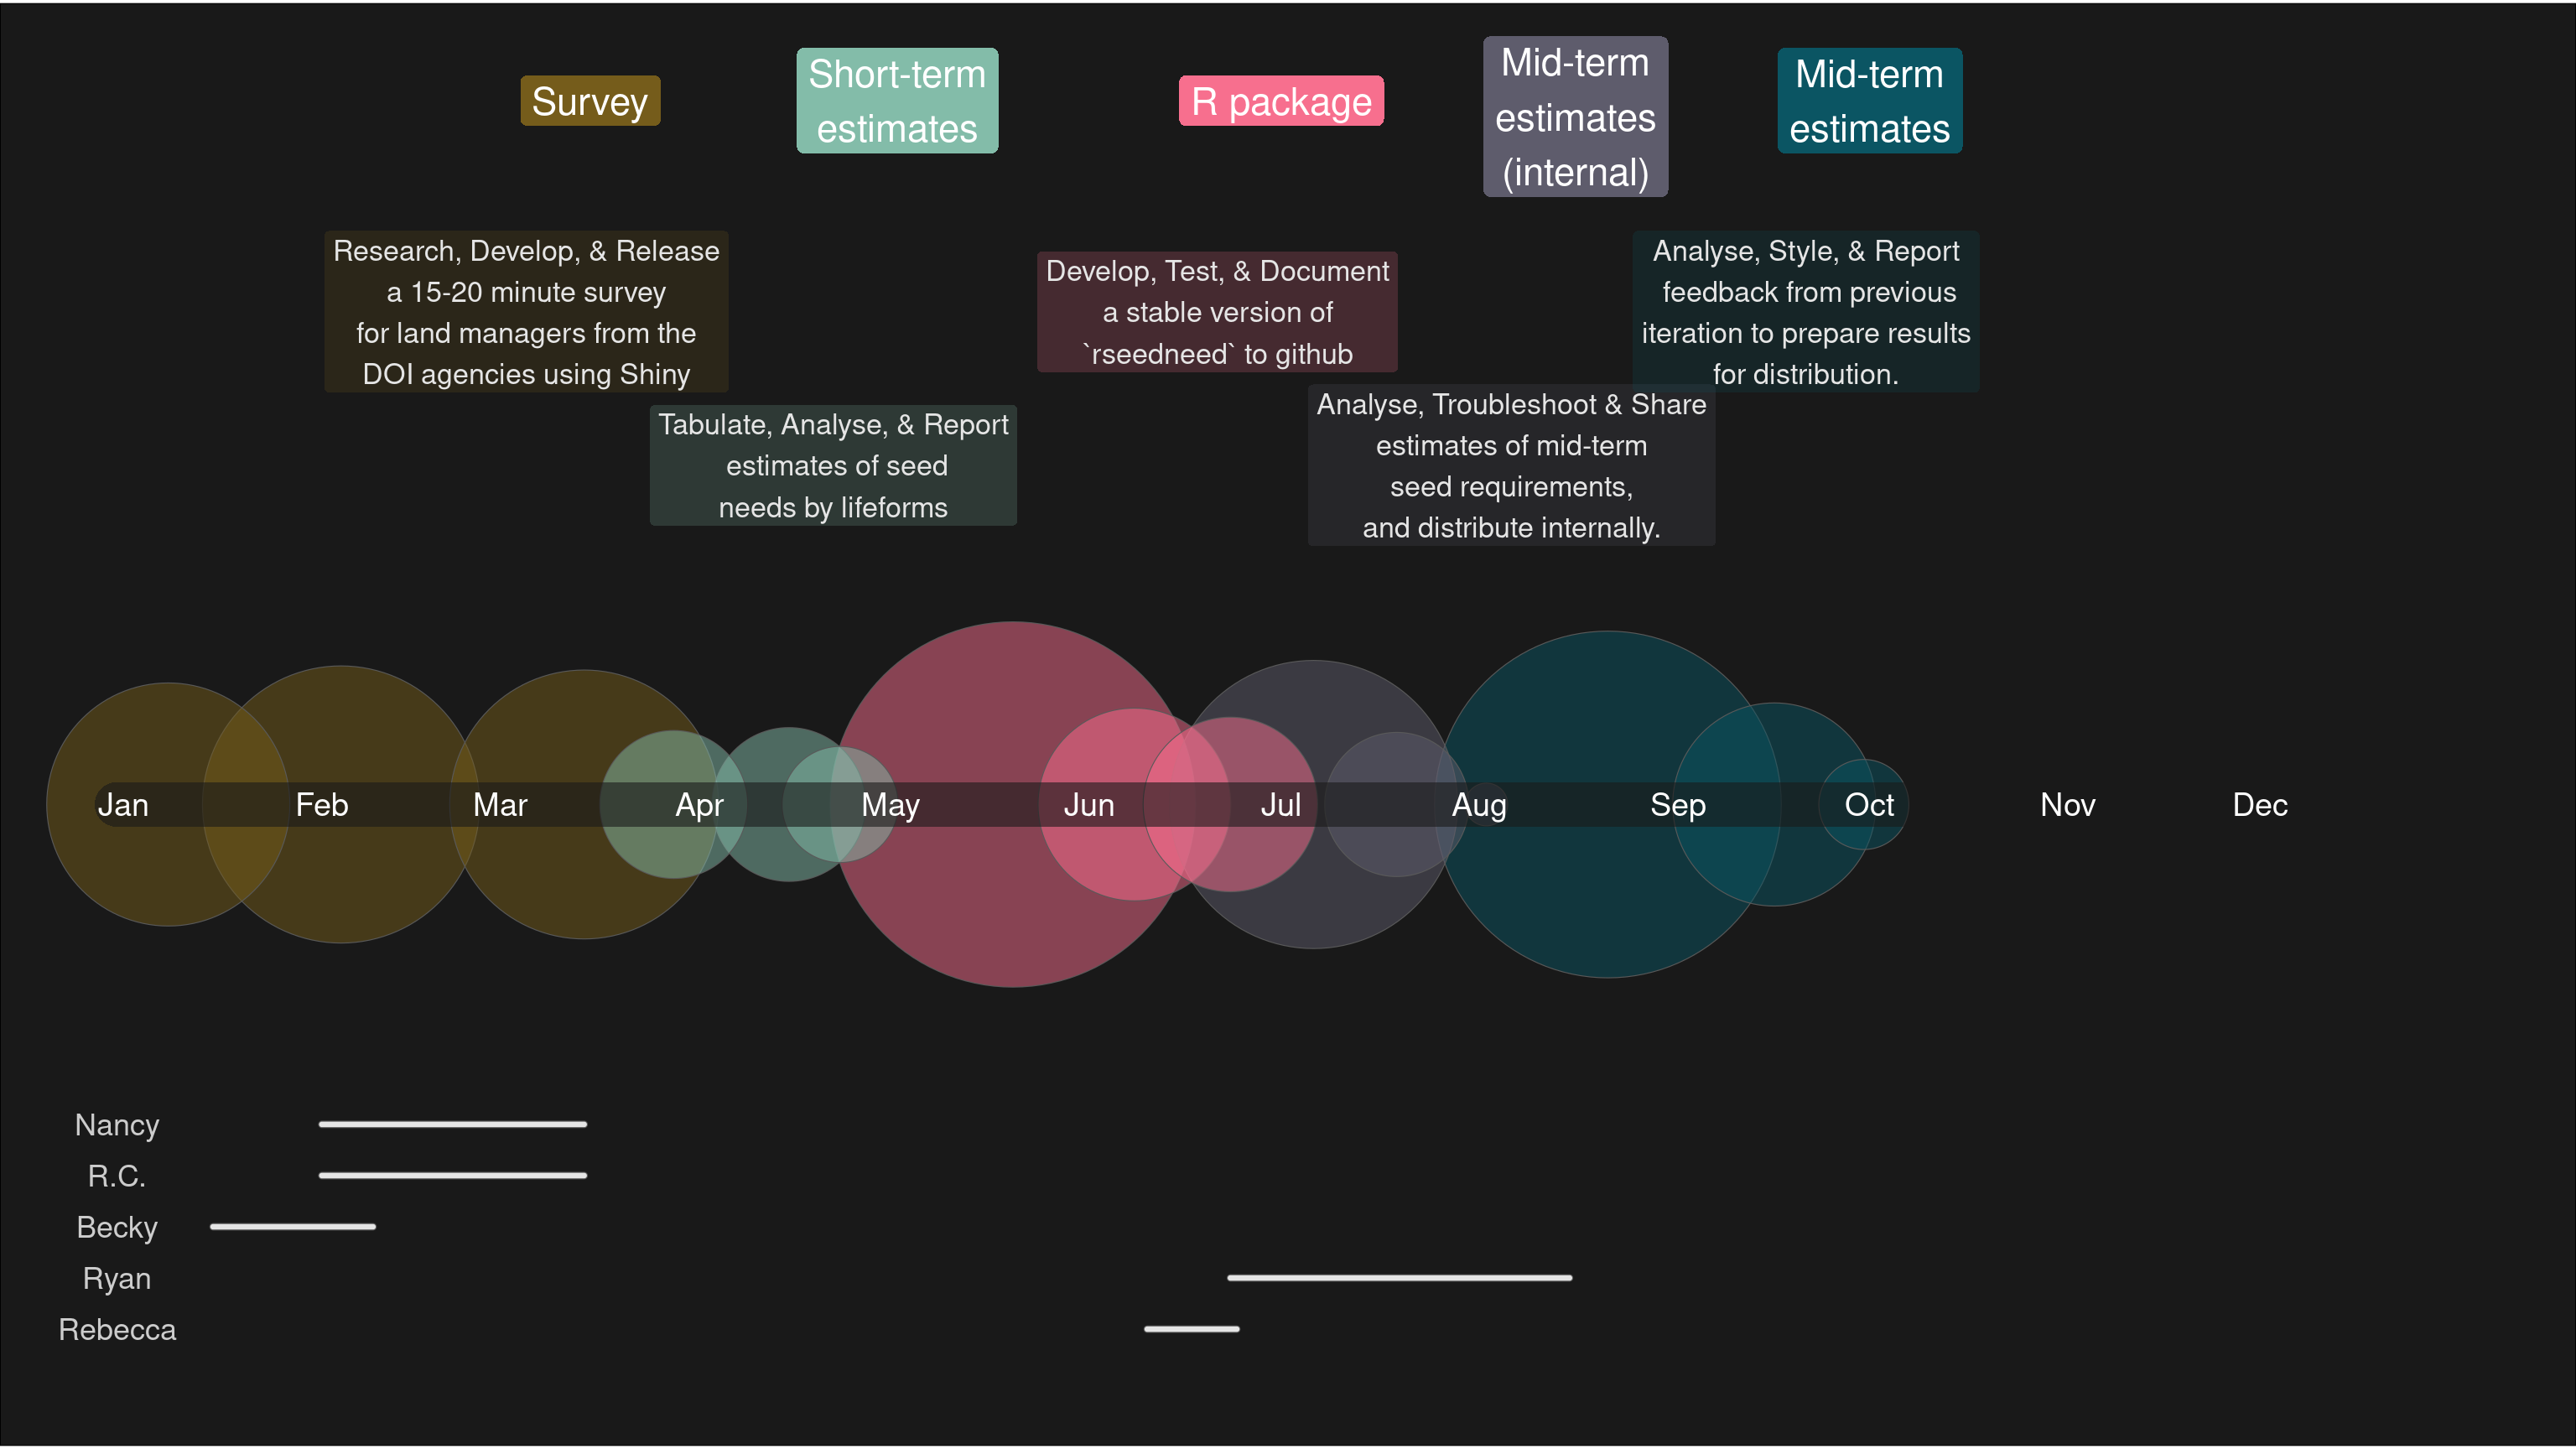 Survey
Short-term
estimates
R package
Mid-term
estimates
(internal)
Mid-term
estimates
Research, Develop, & Release
a 15-20 minute survey
for land managers from the
DOI agencies using Shiny
Tabulate, Analyse, & Report
estimates of seed
needs by lifeforms
Develop, Test, & Document
a stable version of
`rseedneed` to github
Analyse, Troubleshoot & Share
estimates of mid-term
seed requirements,
and distribute internally.
Analyse, Style, & Report
feedback from previous
iteration to prepare results
for distribution.
Jan Feb Mar Apr May Jun Jul Aug Sep Oct Nov Dec
Nancy
R.C.
Becky
Ryan
Rebecca